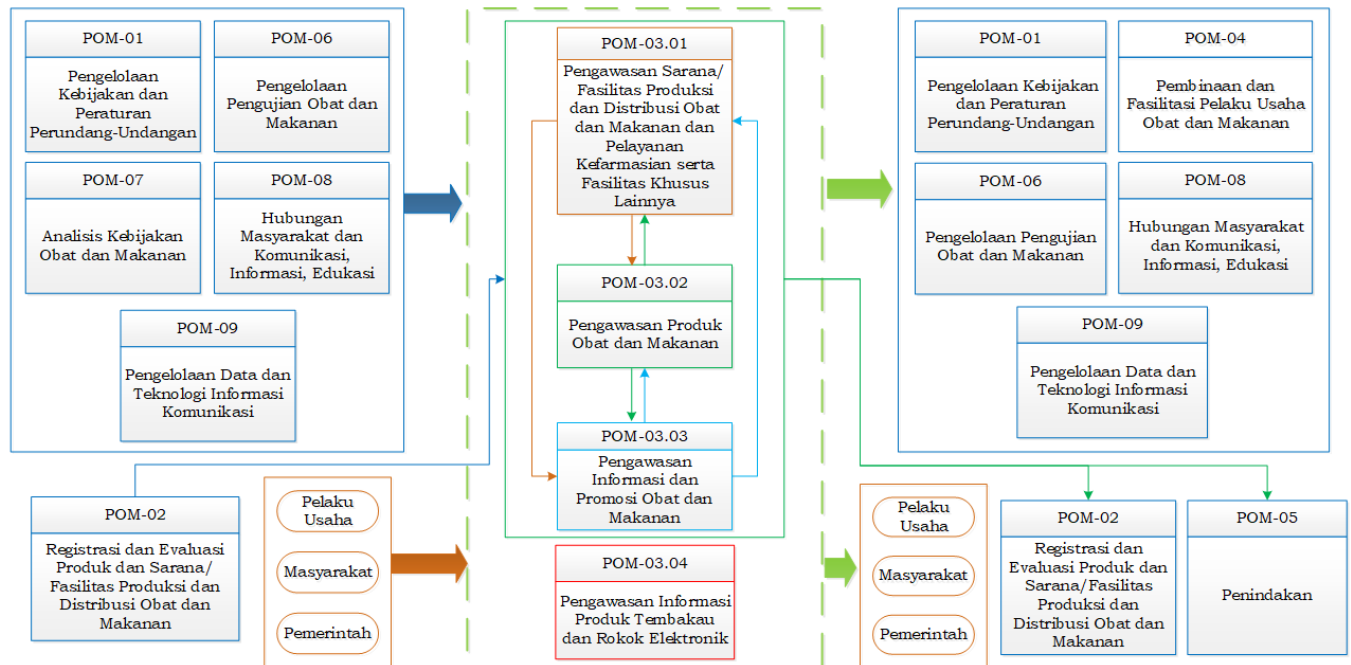 POM-01
Pengelolaan
Kebijakan dan
Peraturan
Perundang-Undangan
POM-06
Pengelolaan
Pengujian Obat dan
Makanan
POM-07
Analisis Kebijakan
Obat dan Makanan
POM-08
Hubungan
Masyarakat dan
Komunikasi,
Informasi, Edukasi
POM-09
Pengelolaan Data dan
Teknologi Informasi
Komunikasi
POM-02
Registrasi dan Evaluasi
Produk dan Sarana/
Fasilitas Produksi dan
Distribusi Obat dan
Makanan
Pelaku
Usaha
Masyarakat
Pemerintah
POM-03.01
Pengawasan Sarana/
Fasilitas Produksi
dan Distribusi Obat
dan Makanan dan
Pelayanan
Kefarmasian serta
Fasilitas Khusus
Lainnya
POM-03.02
Pengawasan Produk
Obat dan Makanan
POM-03.03
Pengawasan
Informasi dan
Promosi Obat dan
Makanan
POM-03.04
Pengawasan Informasi
Produk Tembakau
dan Rokok Elektronik
POM-01
Pengelolaan Kebijakan
dan Peraturan
Perundang-Undangan
POM-04
Pembinaan dan
Fasilitasi Pelaku Usaha
Obat dan Makanan
POM-06
Pengelolaan Pengujian
Obat dan Makanan
POM-08
Hubungan Masyarakat
dan Komunikasi,
Informasi, Edukasi
POM-09
Pengelolaan Data dan
Teknologi Informasi
Komunikasi
Pelaku
Usaha
Masyarakat
Pemerintah
POM-02
Registrasi dan
Evaluasi Produk dan
Sarana/Fasilitas
Produksi dan
Distribusi Obat dan
Makanan
POM-05
Penindakan